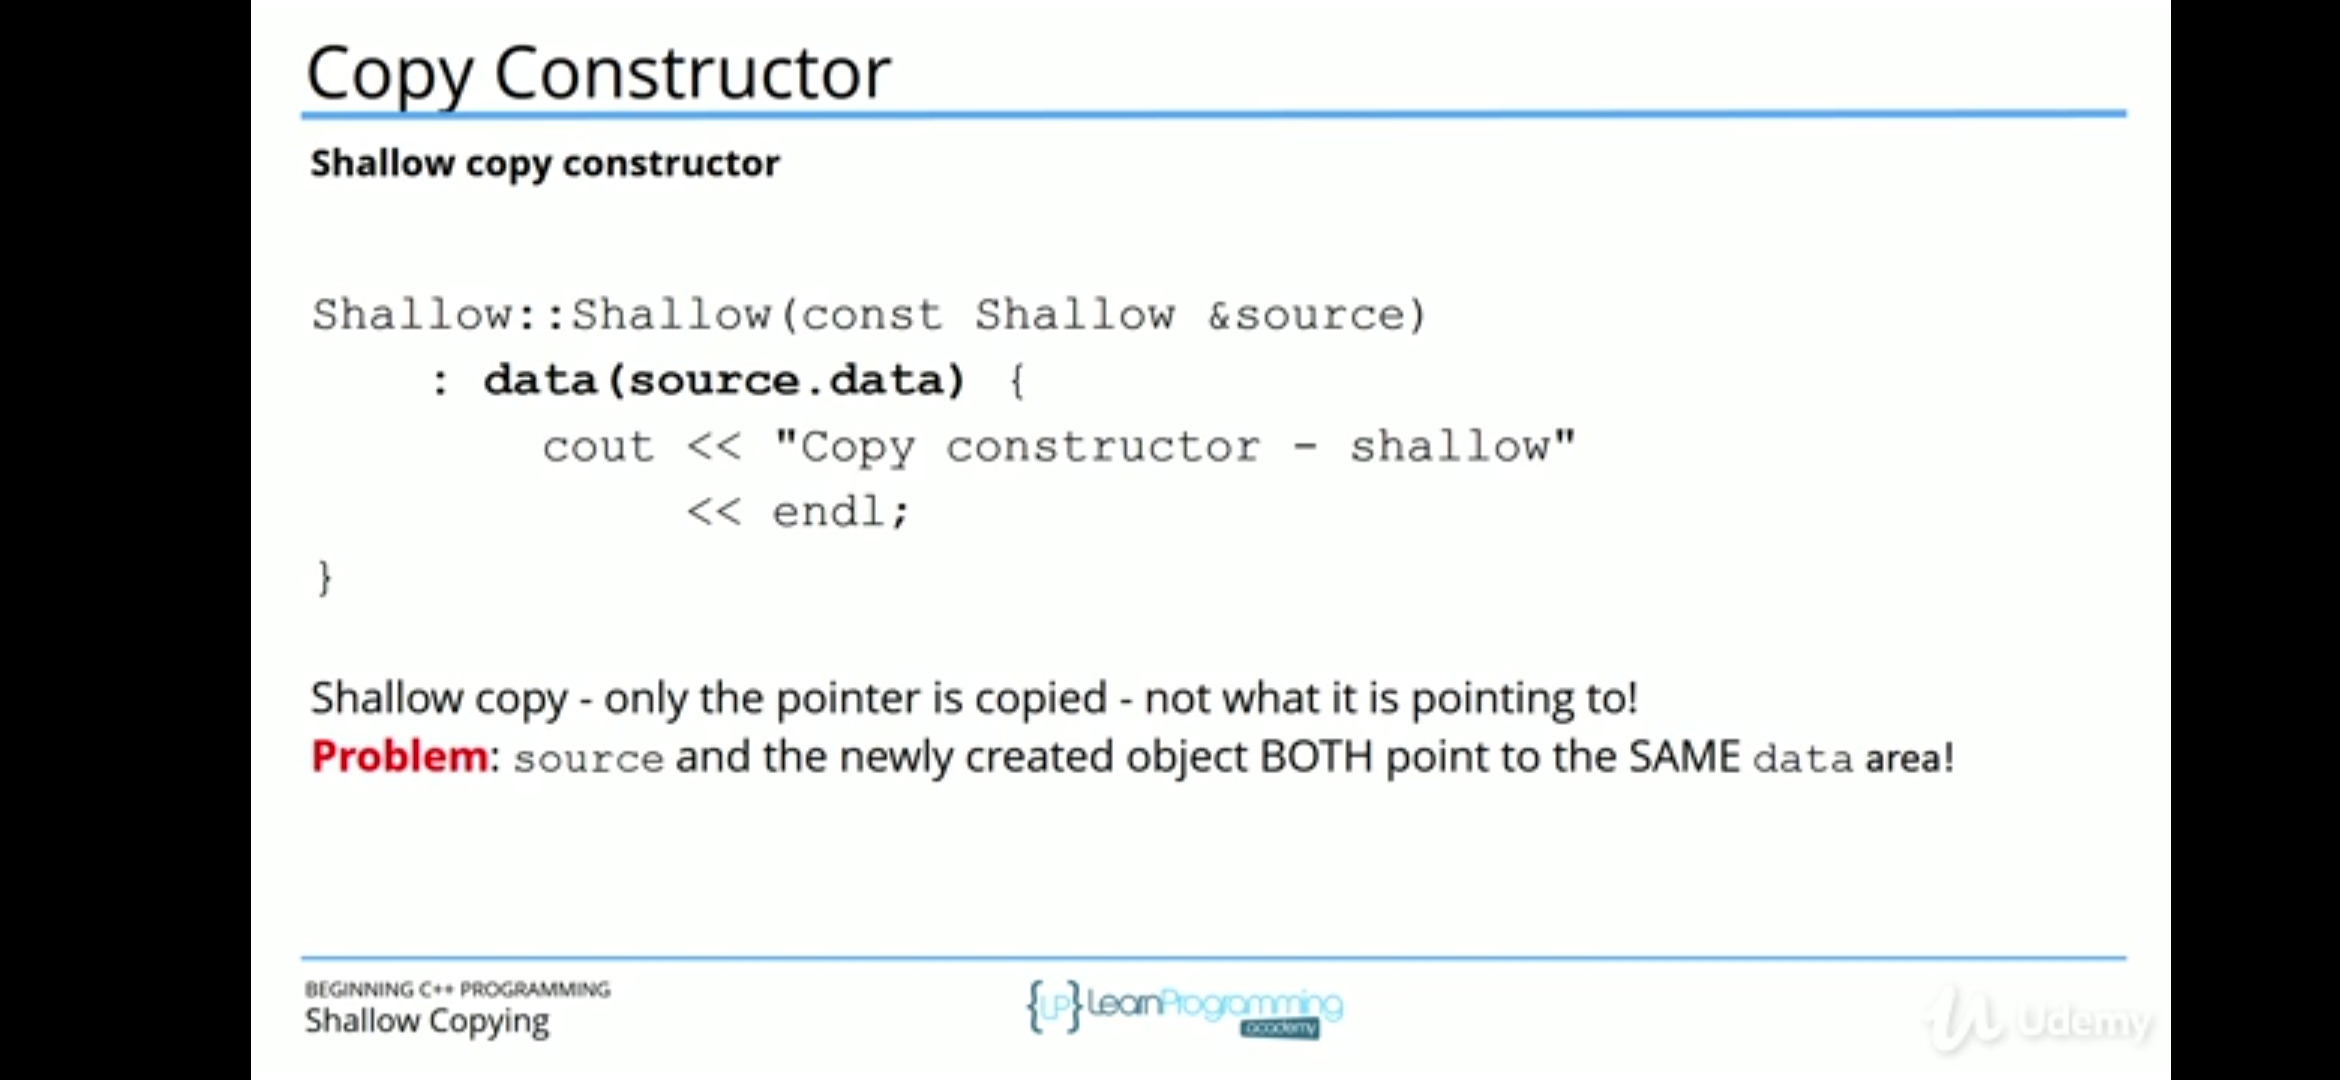 Copy Constructor
Shallow copy constructor
Shallow::Shallow(const Shallow &source)
: data(source.data) {
cout << "Copy constructor - shallow"
<< endl;
}
Shallow copy - only the pointer is copied - not what it is pointing to!
Problem: source and the newly created object BOTH point to the SAME data area!
BEGINNING C++ PROGRAMMING
Shallow Copying
{LP} LearnProgramming
academy
Udemy